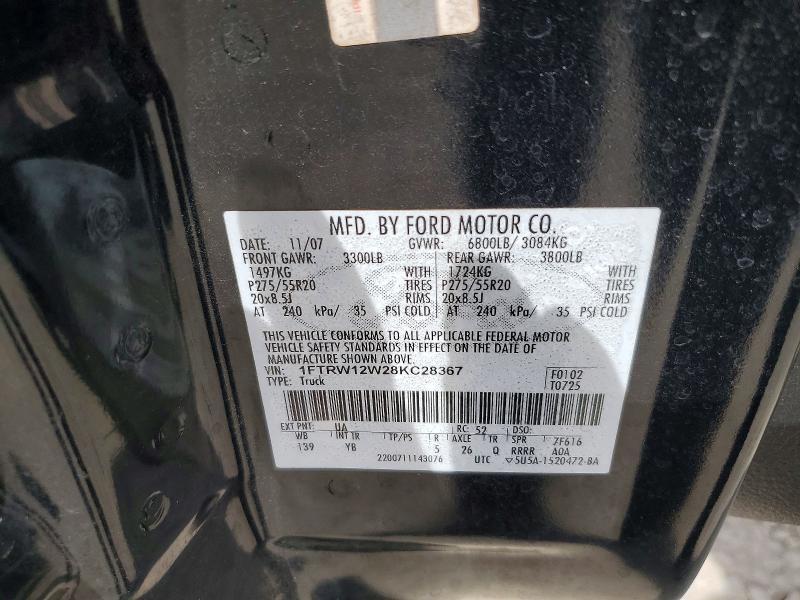 MFD. BY FORD MOTOR CO.
DATE: 11/07 GVWR: 6800LB/ 3084KG
FRONT GAWR: 3300LB REAR GAWR: 3800LB
1497KG WITH 1724KG WITH
P275/55R20 TIRES P275/55R20 TIRES
20x8.5J RIMS 20x8.5J RIMS
AT 240 kPa/ 35 PSI COLD AT 240 kPa/ 35 PSI COLD
THIS VEHICLE CONFORMS TO ALL APPLICABLE FEDERAL MOTOR
VEHICLE SAFETY STANDARDS IN EFFECT ON THE DATE OF
MANUFACTURE SHOWN ABOVE.
VIN: 1FTRW12W28KC28367 F0102
TYPE: Truck T0725
EXT PNT: UA RC: 52 DSO:
WB INT TR TP/PS R AXLE TR SPR 7F616
139 YB 5 26 Q RRRR AOA
2200711143076 UTC ▽5U5A-1520472-BA